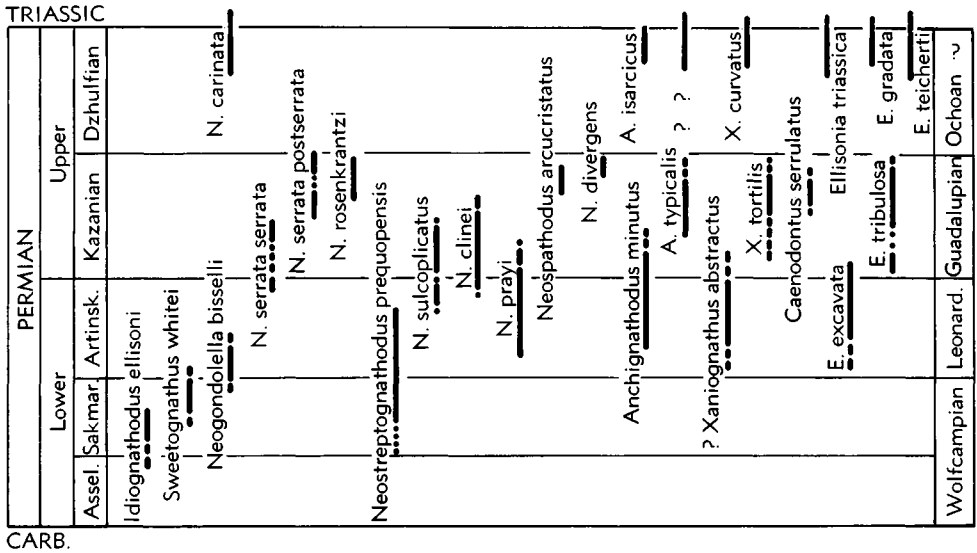 TRIASSIC
PERMIAN
Lower
Upper
Assel.
Sakmar.
Artinsk.
Kazanian
Dzhulfian
Idiognathodus ellisoni
Sweetognathus whitei
Neogondolella bisselli
N. carinata
N. serrata serrata
N. serrata postserrata
N. rosenkrantzi
Neostreptognathodus prequopensis
N. sulcoplicatus
N. clinei
N. prayi
Neospathodus arcucristatus
N. divergens
Anchignathodus minutus
A. isarcicus
A. typicalis ? ?
? Xaniognathus abstractus
X. curvatus
X. tortilis
Caenodontus serrulatus
Ellisonia triassica
E. excavata
E. tribulosa
E. gradata
E. teichertii
Wolfcampian
Leonard.
Guadalupian
Ochoan
?
CARB.